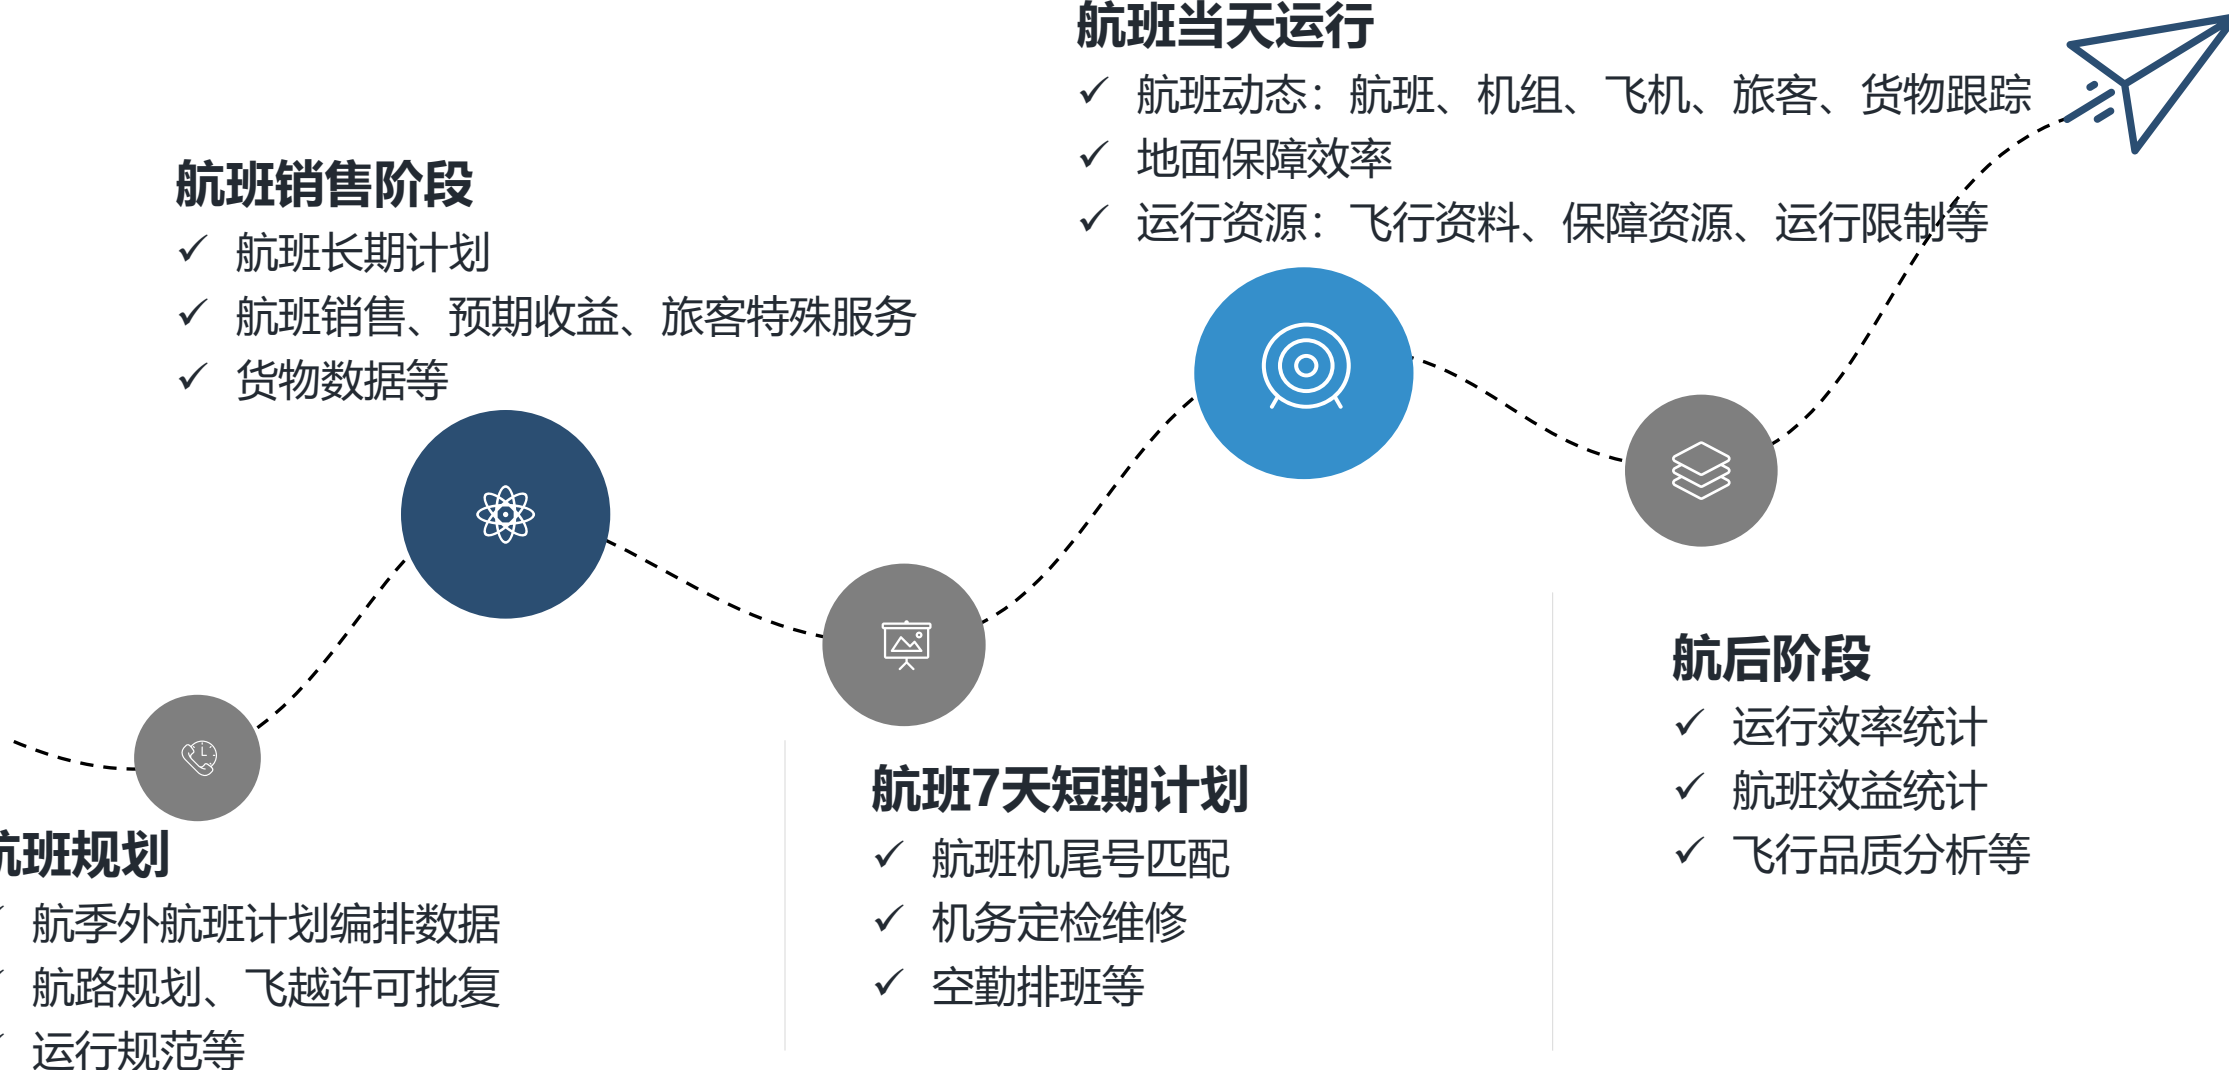 航班当天运行
航班动态：航班、机组、飞机、旅客、货物跟踪
地面保障效率
运行资源：飞行资料、保障资源、运行限制等
航班销售阶段
航班长期计划
航班销售、预期收益、旅客特殊服务
货物数据等
航后阶段
运行效率统计
航班效益统计
飞行品质分析等
航班7天短期计划
航班机尾号匹配
机务定检维修
空勤排班等
航班规划
航季外航班计划编排数据
航路规划、飞越许可批复
运行规范等